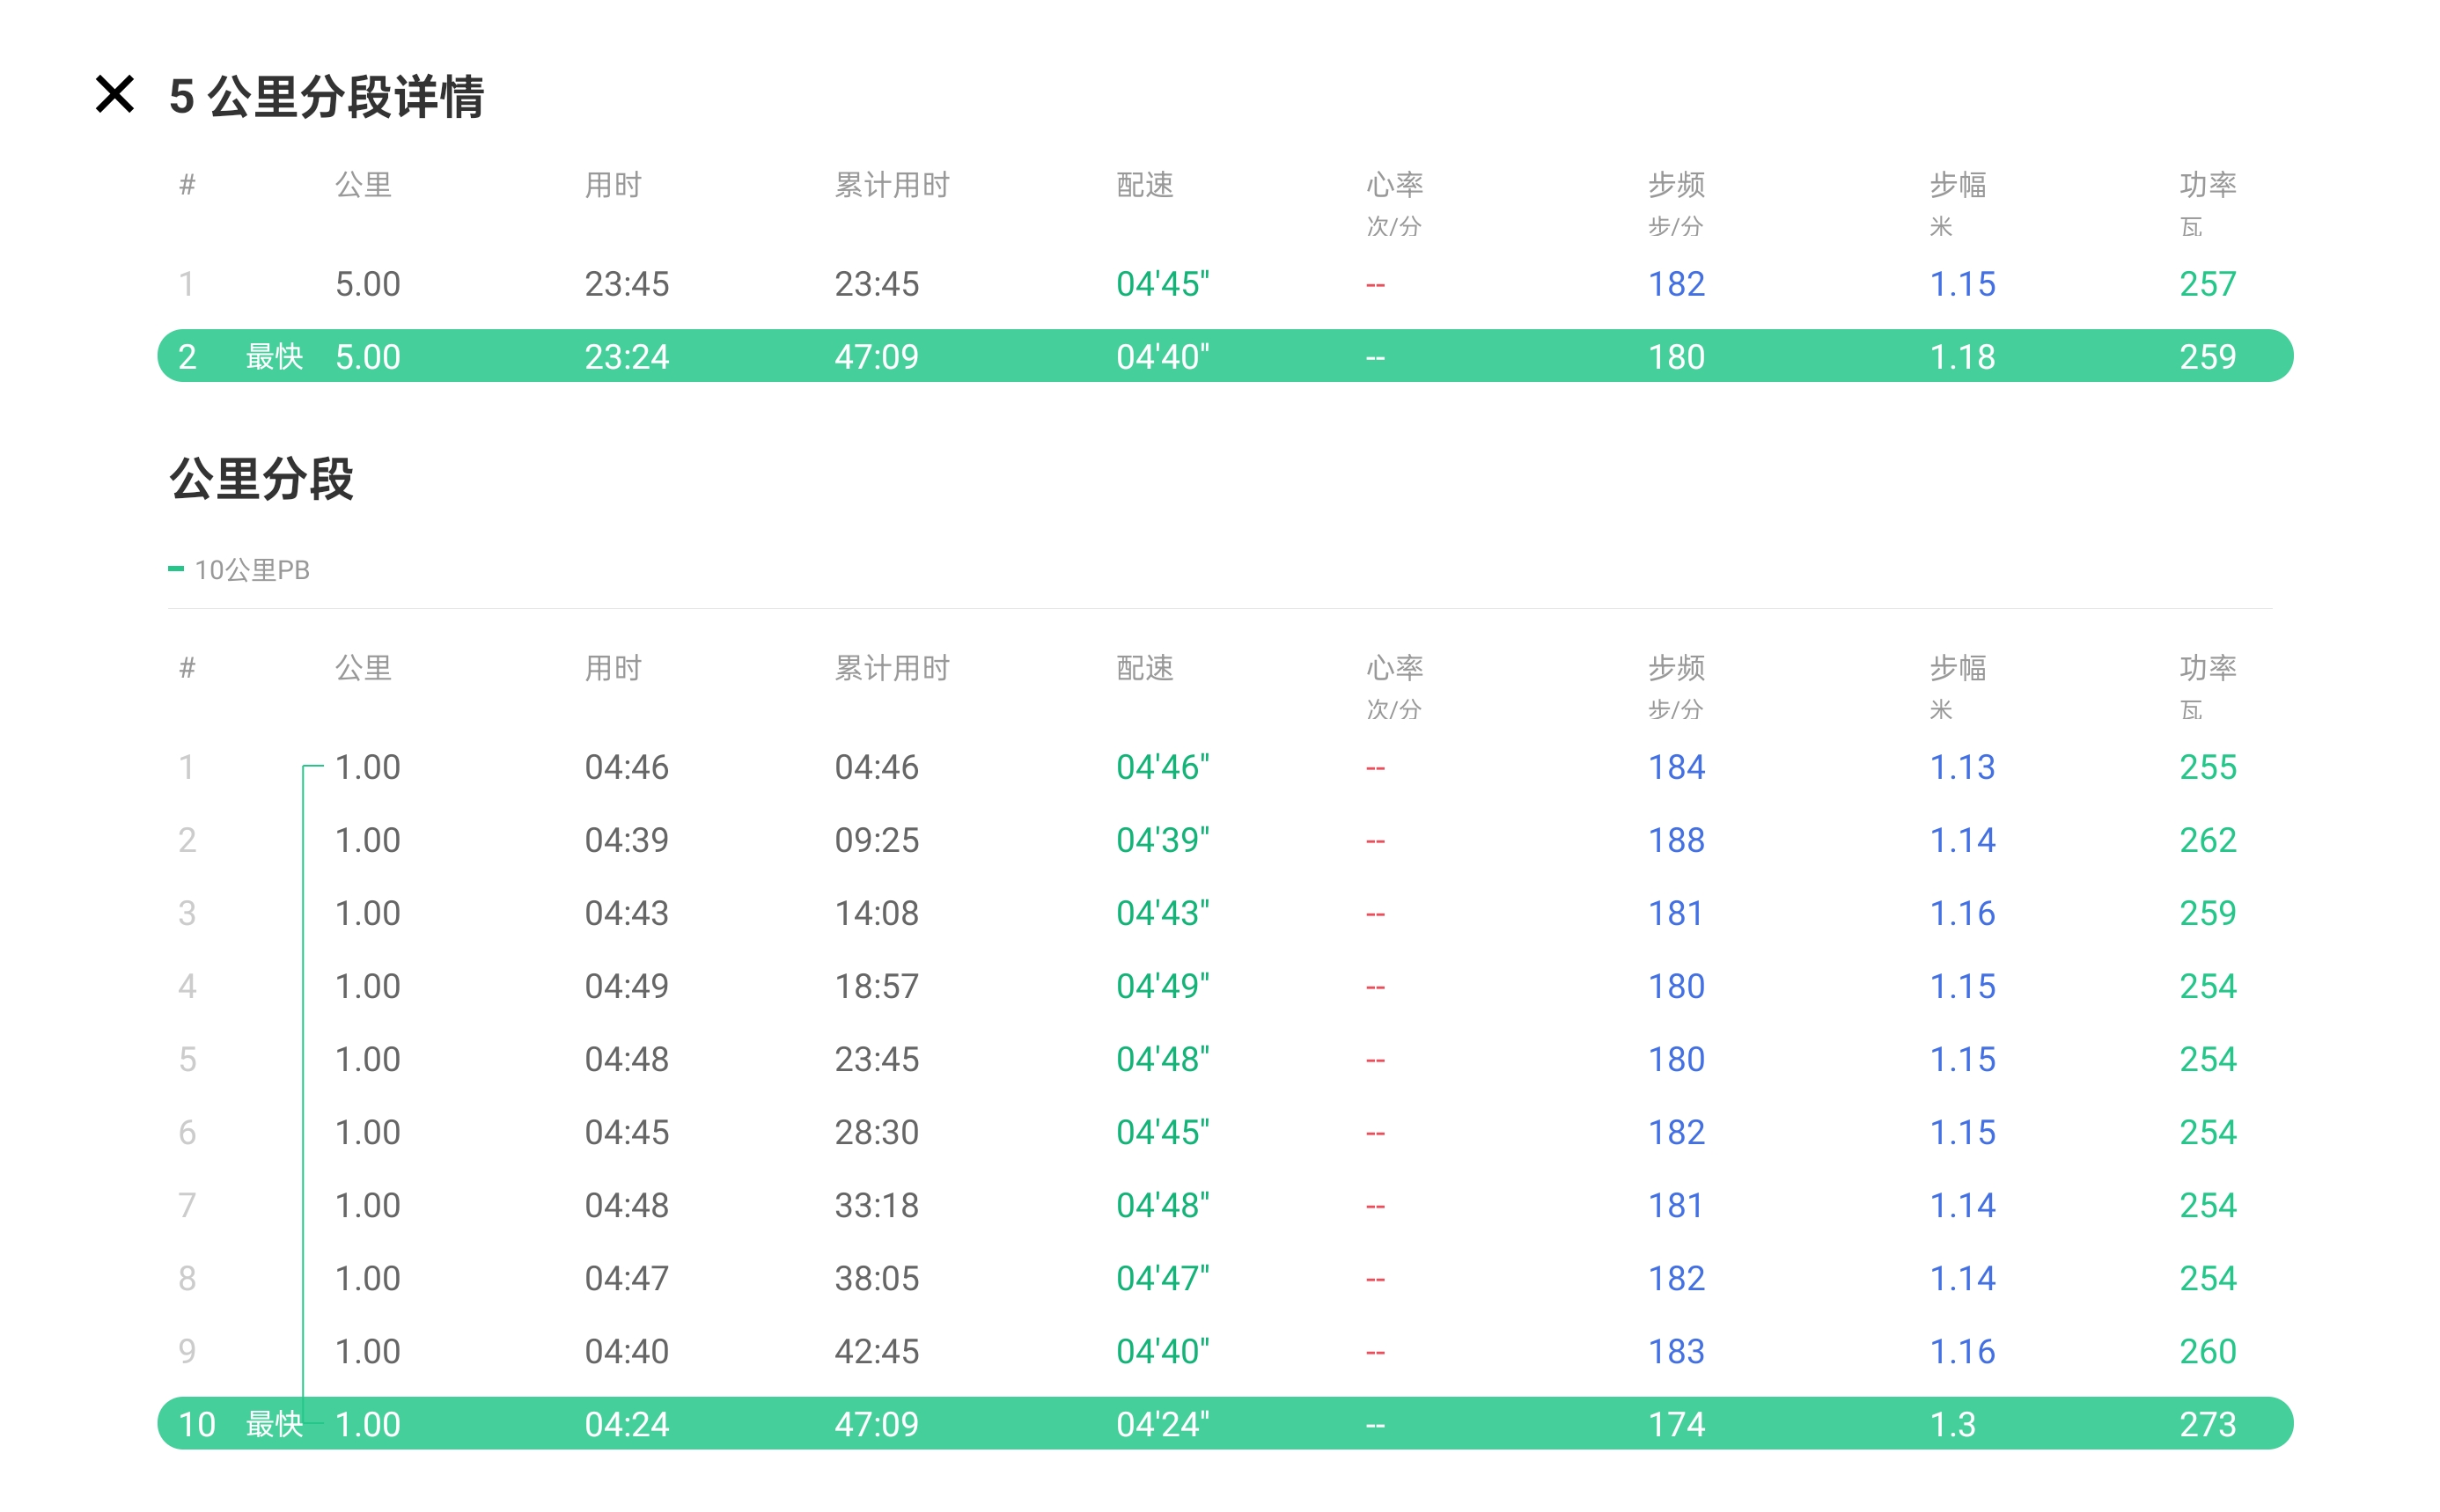 5 公里分段详情
# 公里 用时 累计用时 配速 心率 步频 步幅 功率
次/分 步/分 米 瓦
1 5.00 23:45 23:45 04'45" -- 182 1.15 257
2 最快 5.00 23:24 47:09 04'40" -- 180 1.18 259
公里分段
10公里PB
# 公里 用时 累计用时 配速 心率 步频 步幅 功率
次/分 步/分 米 瓦
1 1.00 04:46 04:46 04'46" -- 184 1.13 255
2 1.00 04:39 09:25 04'39" -- 188 1.14 262
3 1.00 04:43 14:08 04'43" -- 181 1.16 259
4 1.00 04:49 18:57 04'49" -- 180 1.15 254
5 1.00 04:48 23:45 04'48" -- 180 1.15 254
6 1.00 04:45 28:30 04'45" -- 182 1.15 254
7 1.00 04:48 33:18 04'48" -- 181 1.14 254
8 1.00 04:47 38:05 04'47" -- 182 1.14 254
9 1.00 04:40 42:45 04'40" -- 183 1.16 260
10 最快 1.00 04:24 47:09 04'24" -- 174 1.3 273